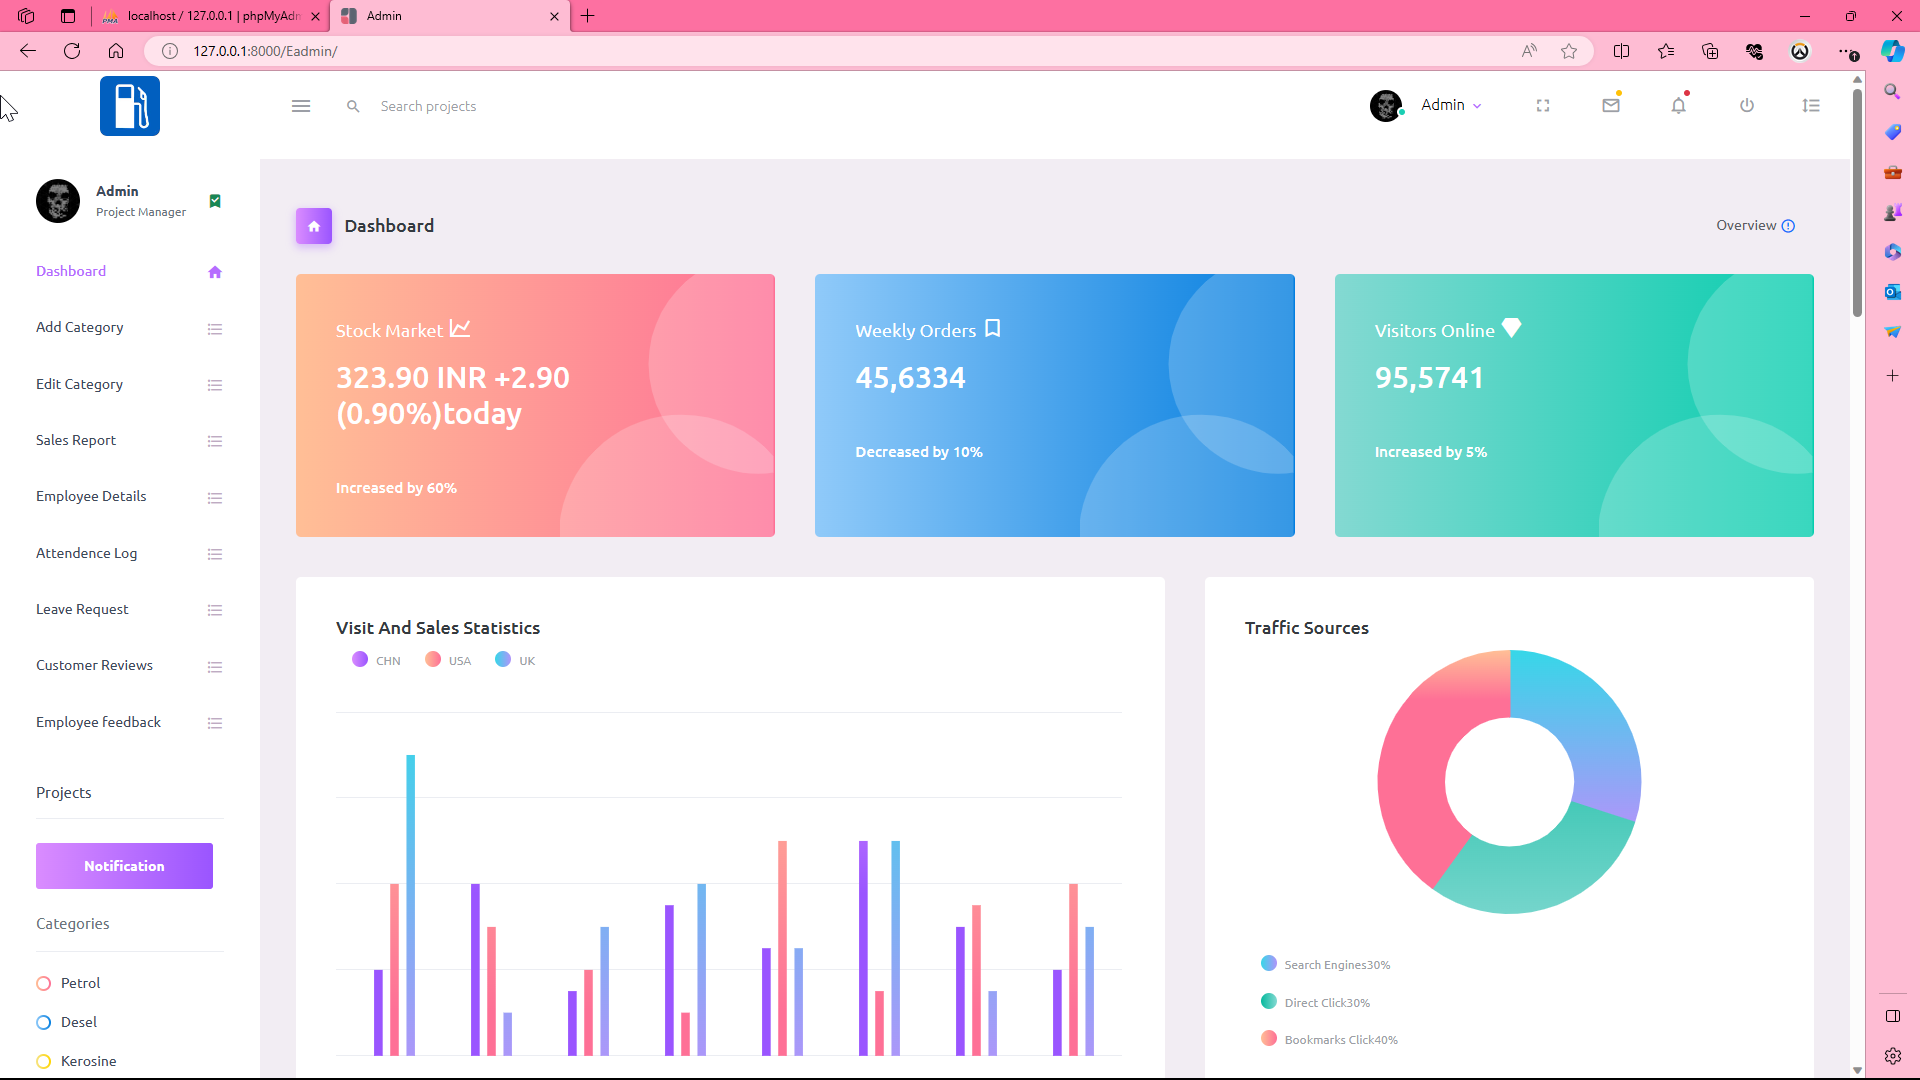 localhost / 127.0.0.1 | phpMyAdm
Admin
127.0.0.1:8000/Eadmin/
Search projects
Admin
Admin
Project Manager
Dashboard
Add Category
Edit Category
Sales Report
Employee Details
Attendence Log
Leave Request
Customer Reviews
Employee feedback
Projects
Notification
Categories
Petrol
Desel
Kerosine
Dashboard
Overview
Stock Market
323.90 INR +2.90
(0.90%)today
Increased by 60%
Weekly Orders
45,6334
Decreased by 10%
Visitors Online
95,5741
Increased by 5%
Visit And Sales Statistics
CHN USA UK
Traffic Sources
Search Engines30%
Direct Click30%
Bookmarks Click40%